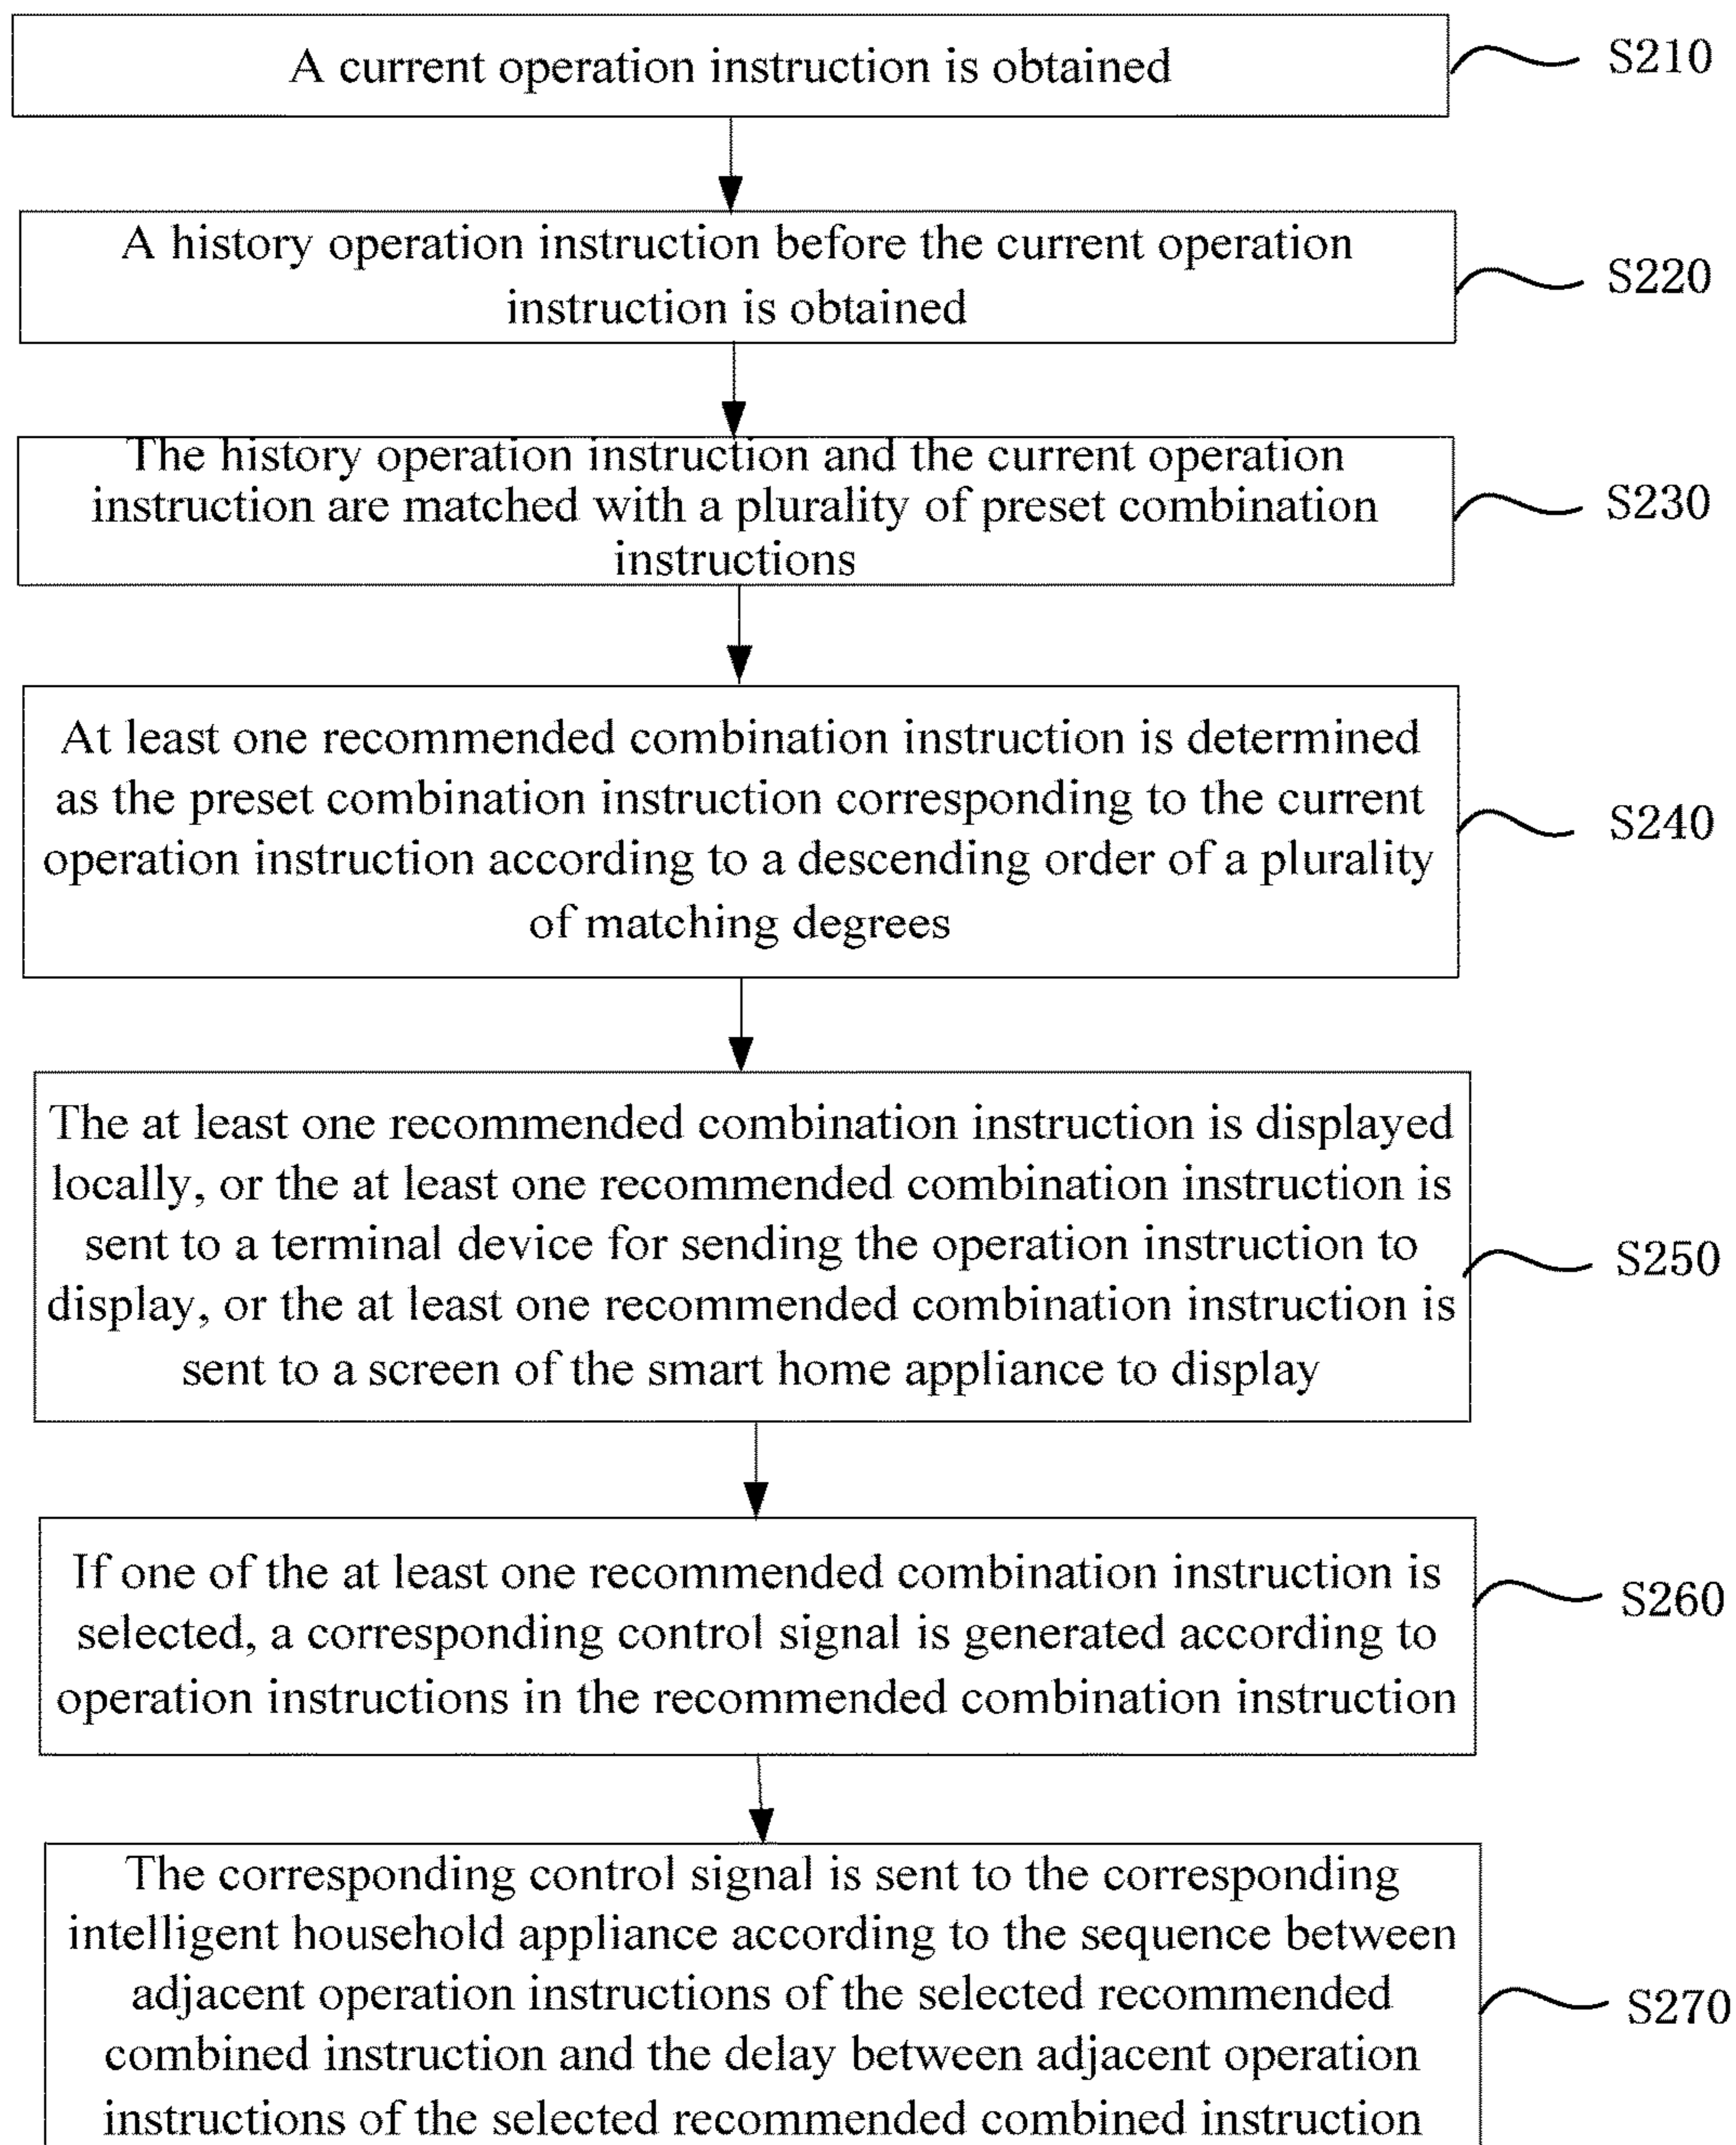 A current operation instruction is obtained
S210
A history operation instruction before the current operation
instruction is obtained
S220
The history operation instruction and the current operation
instruction are matched with a plurality of preset combination
instructions
S230
At least one recommended combination instruction is determined
as the preset combination instruction corresponding to the current
operation instruction according to a descending order of a plurality
of matching degrees
S240
The at least one recommended combination instruction is displayed
locally, or the at least one recommended combination instruction is
sent to a terminal device for sending the operation instruction to
display, or the at least one recommended combination instruction is
sent to a screen of the smart home appliance to display
S250
If one of the at least one recommended combination instruction is
selected, a corresponding control signal is generated according to
operation instructions in the recommended combination instruction
S260
The corresponding control signal is sent to the corresponding
intelligent household appliance according to the sequence between
adjacent operation instructions of the selected recommended
combined instruction and the delay between adjacent operation
instructions of the selected recommended combined instruction
S270